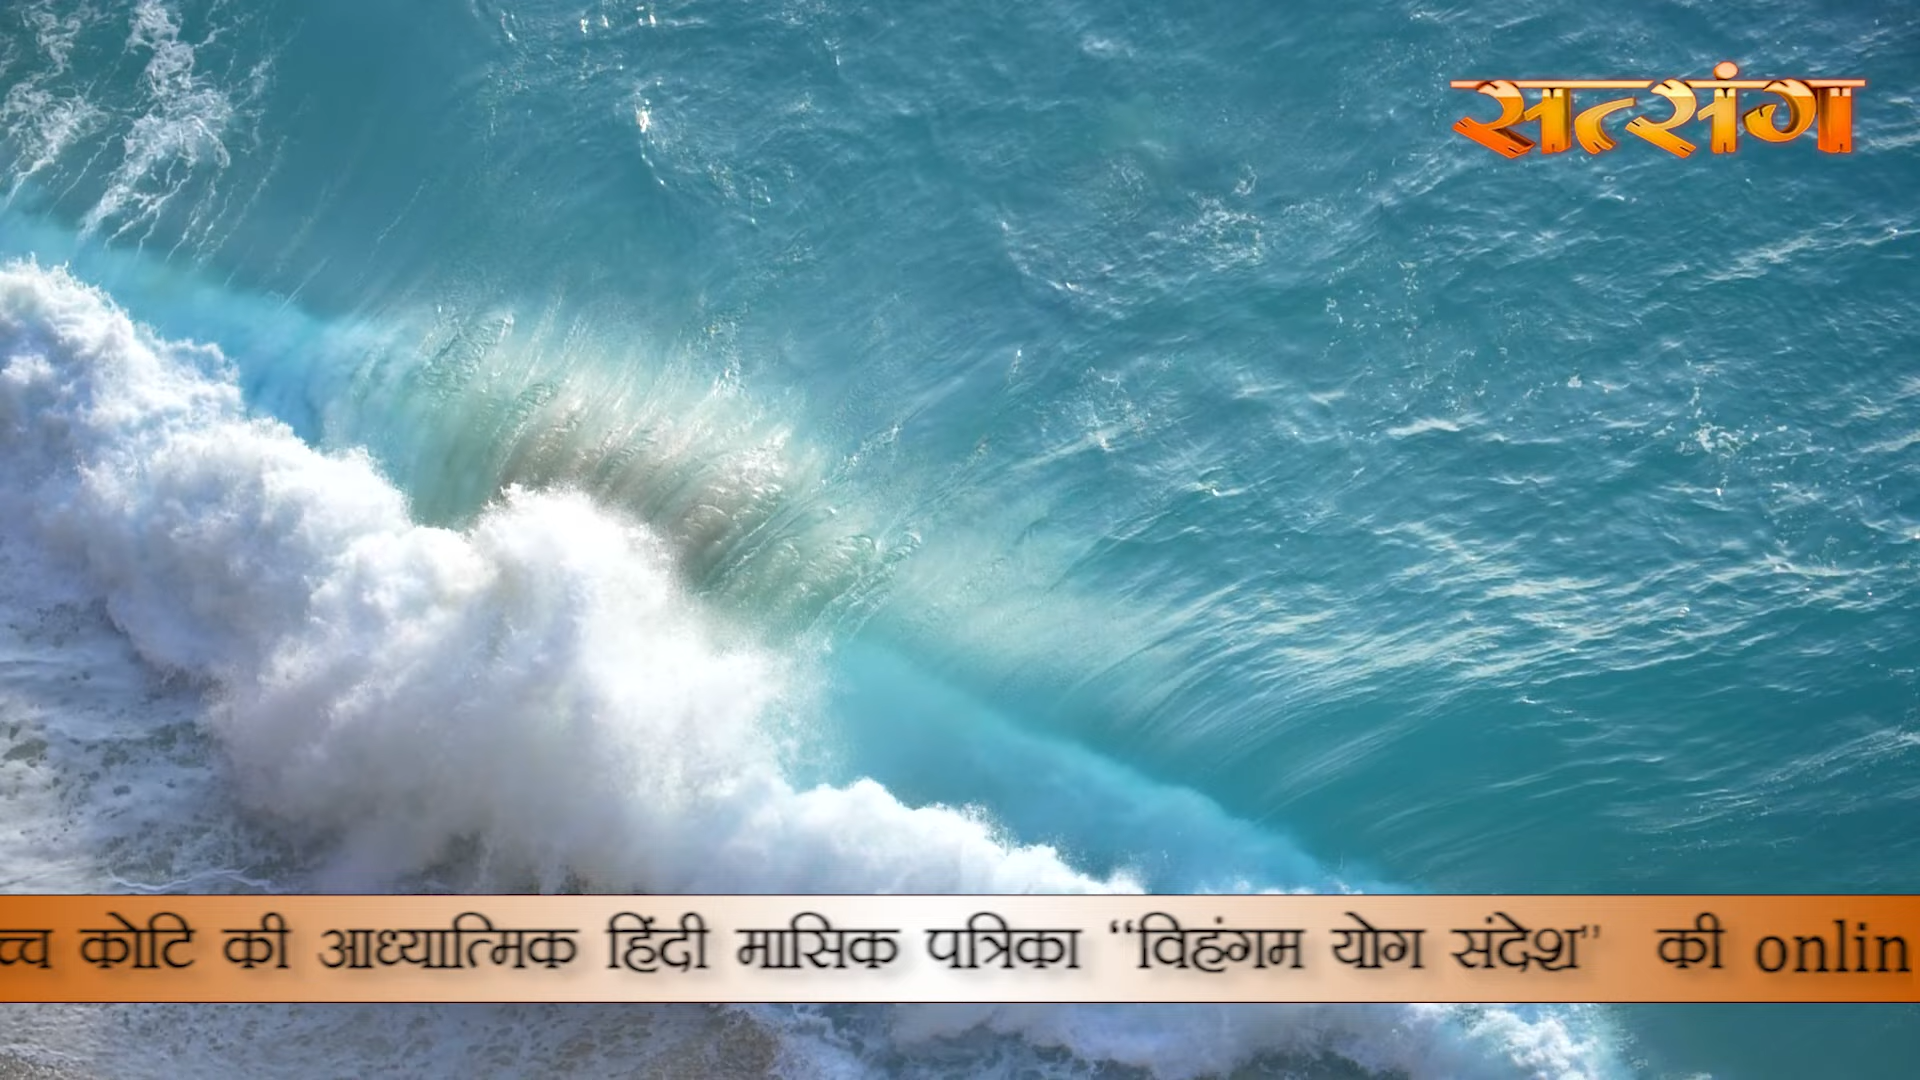 सत्संग
च्च कोटि की आध्यात्मिक हिंदी मासिक पत्रिका “विहंगम योग संदेश” की onlin